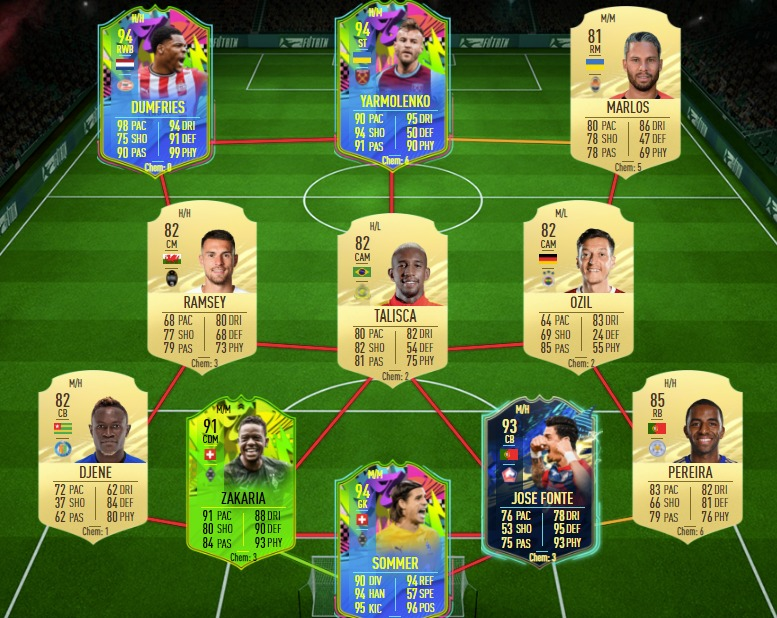 H/H
94
RWB
DUMFRIES
98 PAC 94 DRI
75 SHO 91 DEF
90 PAS 99 PHY
Chem: 0
H/M
94
ST
YARMOLENKO
90 PAC 95 DRI
94 SHO 50 DEF
91 PAS 90 PHY
Chem: 6
M/M
81
RM
MARLOS
80 PAC 86 DRI
78 SHO 47 DEF
78 PAS 69 PHY
Chem: 5
H/H
82
CM
RAMSEY
68 PAC 80 DRI
77 SHO 68 DEF
79 PAS 73 PHY
Chem: 3
H/L
82
CAM
TALISCA
80 PAC 82 DRI
82 SHO 54 DEF
81 PAS 75 PHY
Chem: 2
M/L
82
CAM
ÖZIL
64 PAC 83 DRI
69 SHO 24 DEF
85 PAS 55 PHY
Chem: 2
M/H
82
CB
DJENE
72 PAC 62 DRI
37 SHO 84 DEF
62 PAS 80 PHY
Chem: 1
M/M
91
CDM
ZAKARIA
91 PAC 88 DRI
80 SHO 90 DEF
84 PAS 93 PHY
Chem: 3
M/H
93
CB
JOSE FONTE
76 PAC 78 DRI
53 SHO 95 DEF
75 PAS 93 PHY
Chem: 3
H/H
85
RB
PEREIRA
83 PAC 82 DRI
66 SHO 81 DEF
79 PAS 76 PHY
Chem: 6
94
GK
SOMMER
90 DIV 94 REF
94 HAN 57 SPE
95 KIC 96 POS